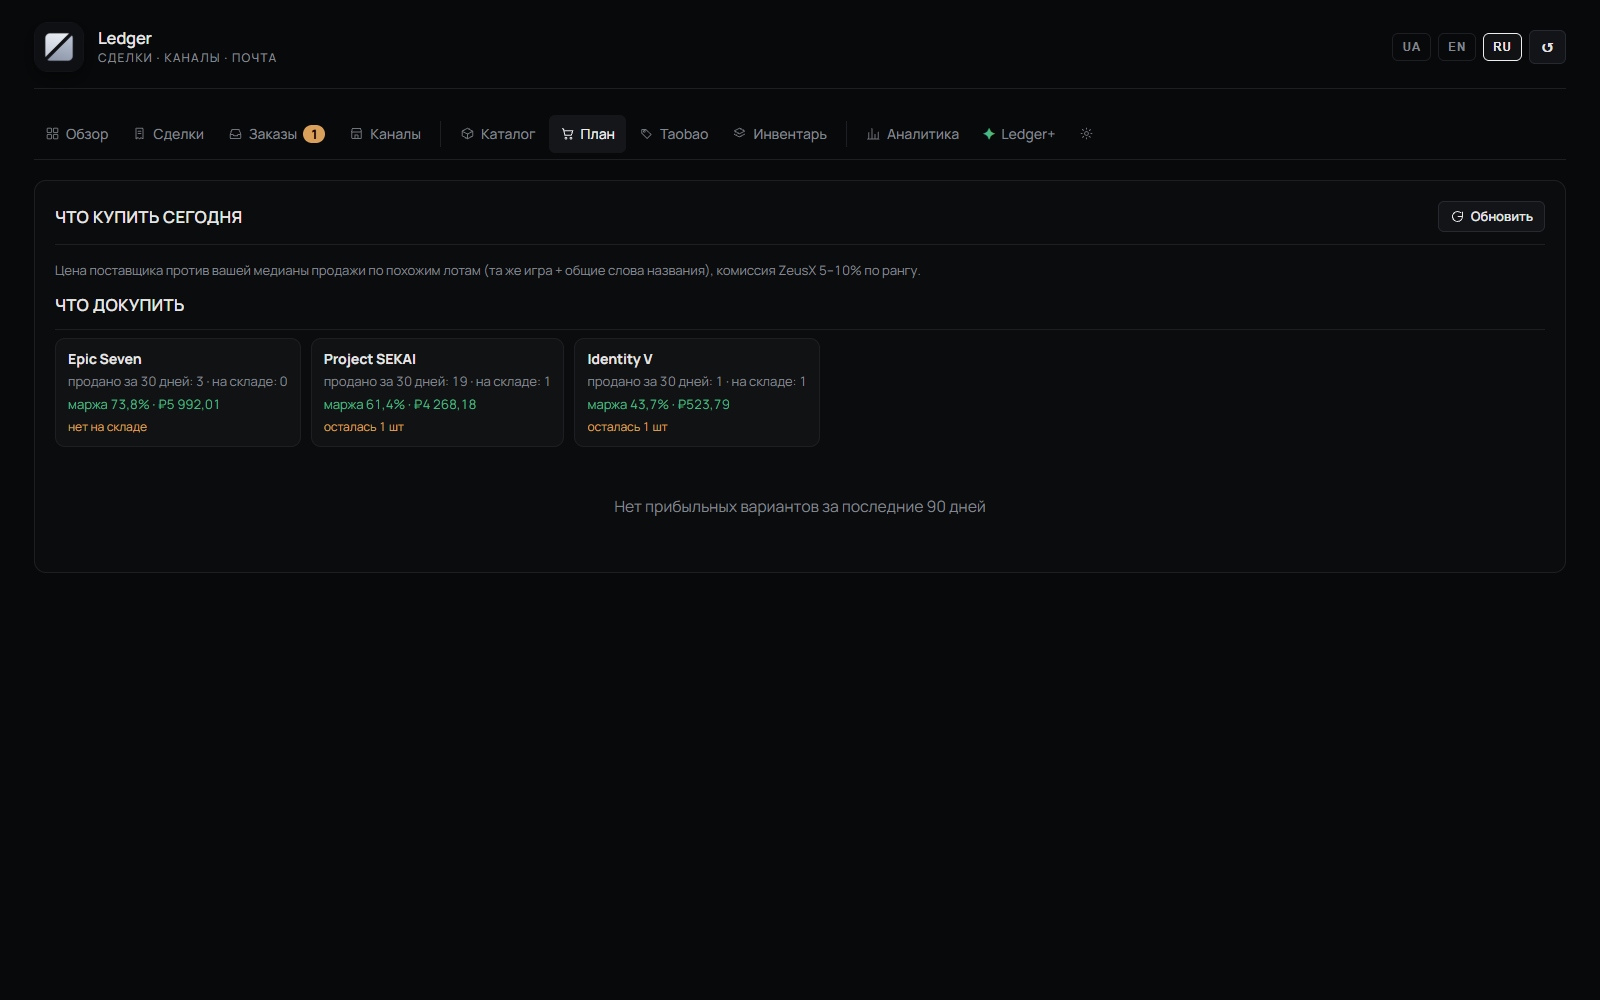 Ledger
СДЕЛКИ · КАНАЛЫ · ПОЧТА
UA EN RU ↺
Обзор Сделки Заказы 1 Каналы Каталог План Taobao Инвентарь Аналитика Ledger+
ЧТО КУПИТЬ СЕГОДНЯ
Обновить
Цена поставщика против вашей медианы продажи по похожим лотам (та же игра + общие слова названия), комиссия ZeusX 5–10% по рангу.
ЧТО ДОКУПИТЬ
Epic Seven
продано за 30 дней: 3 · на складе: 0
маржа 73,8% · ₽5 992,01
нет на складе
Project SEKAI
продано за 30 дней: 19 · на складе: 1
маржа 61,4% · ₽4 268,18
осталась 1 шт
Identity V
продано за 30 дней: 1 · на складе: 1
маржа 43,7% · ₽523,79
осталась 1 шт
Нет прибыльных вариантов за последние 90 дней